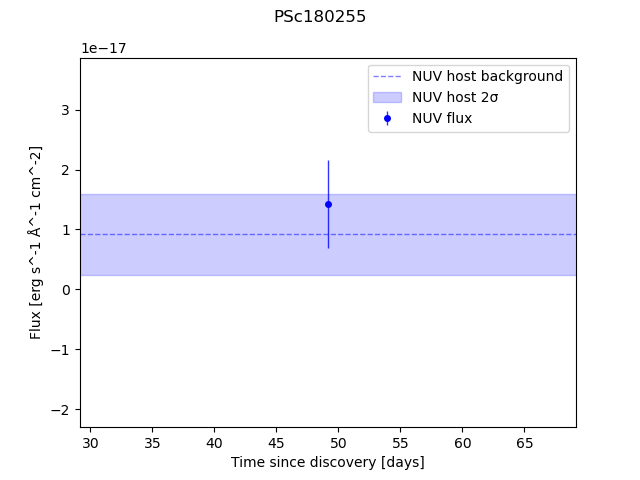 PSc180255
1e−17
NUV host background
NUV host 2σ
NUV flux
Flux [erg s^-1 Å^-1 cm^-2]
3
2
1
0
−1
−2
30 35 40 45 50 55 60 65
Time since discovery [days]